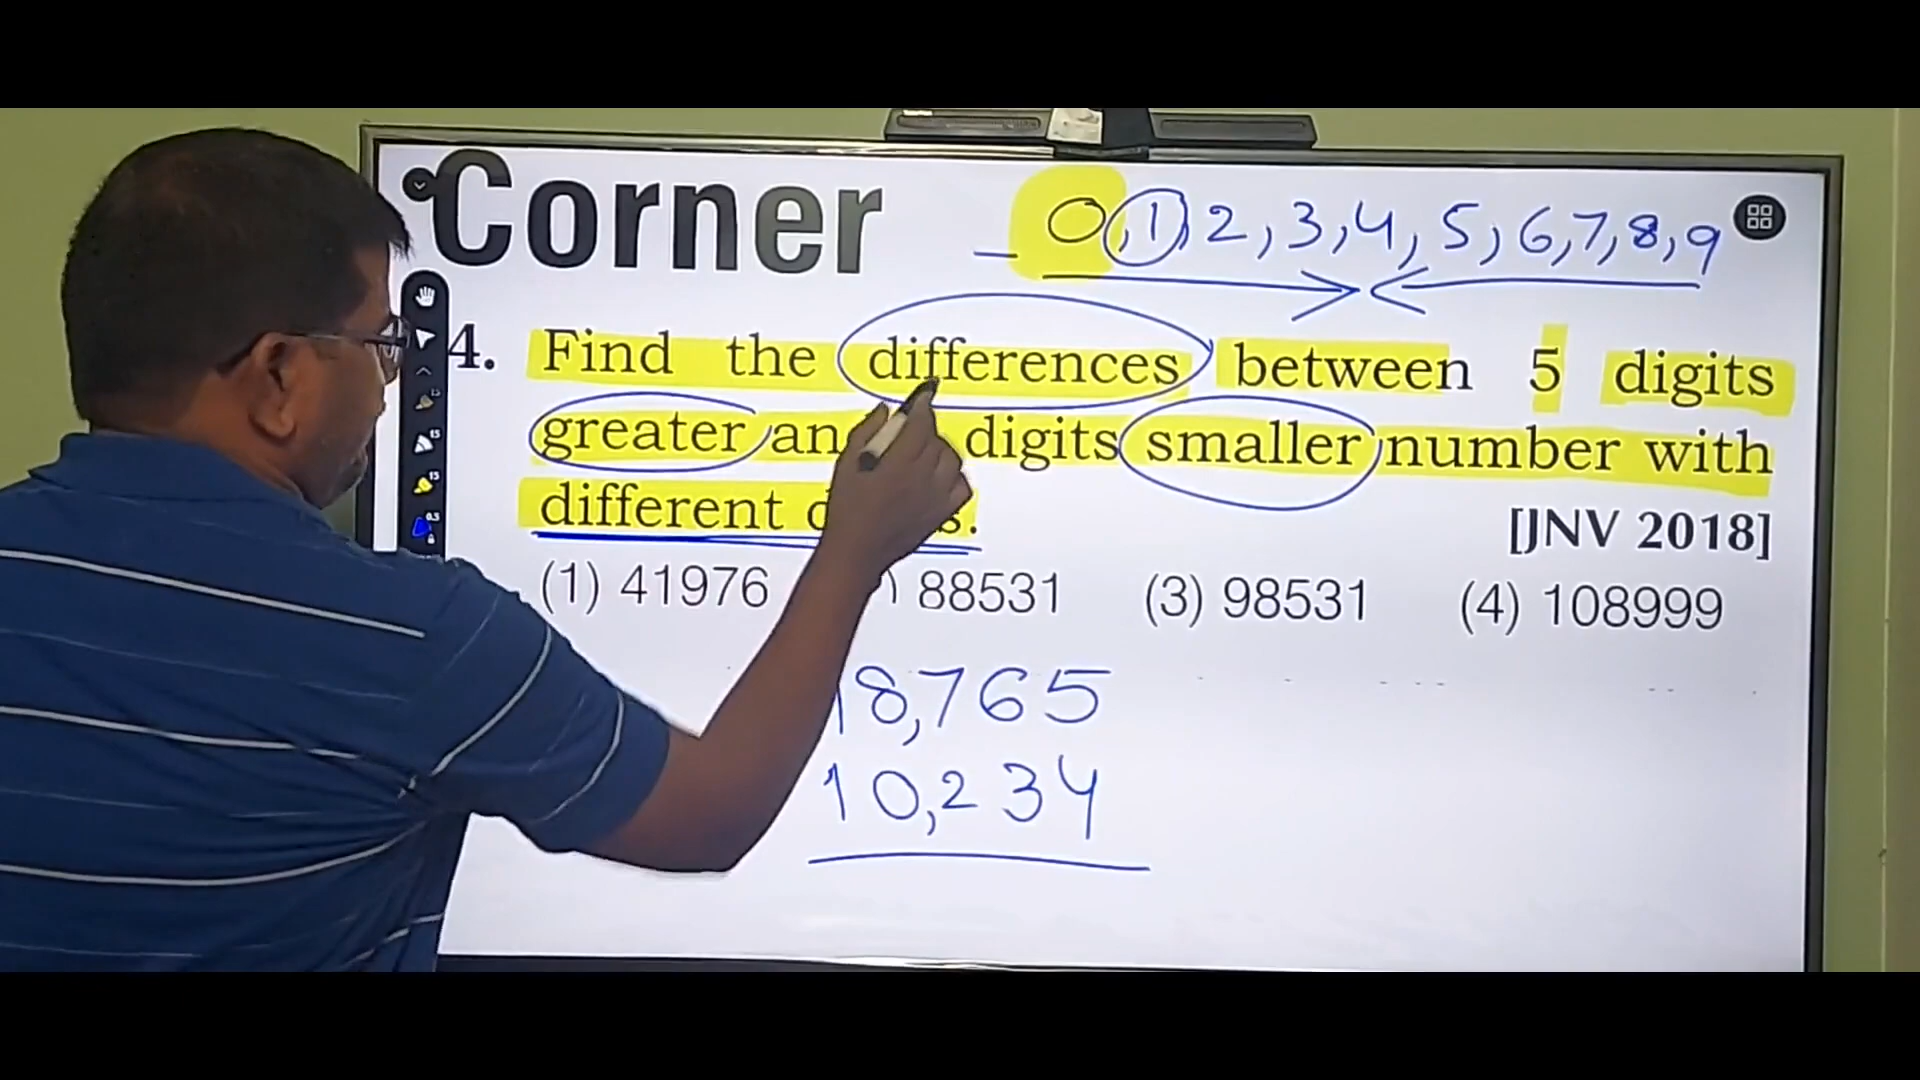 Corner
0,1,2,3,4,5,6,7,8,9
4. Find the differences between 5 digits
greater digits smaller number with
different
[JNV 2018]
(1) 41976 88531 (3) 98531 (4) 108999
8,765
10,234